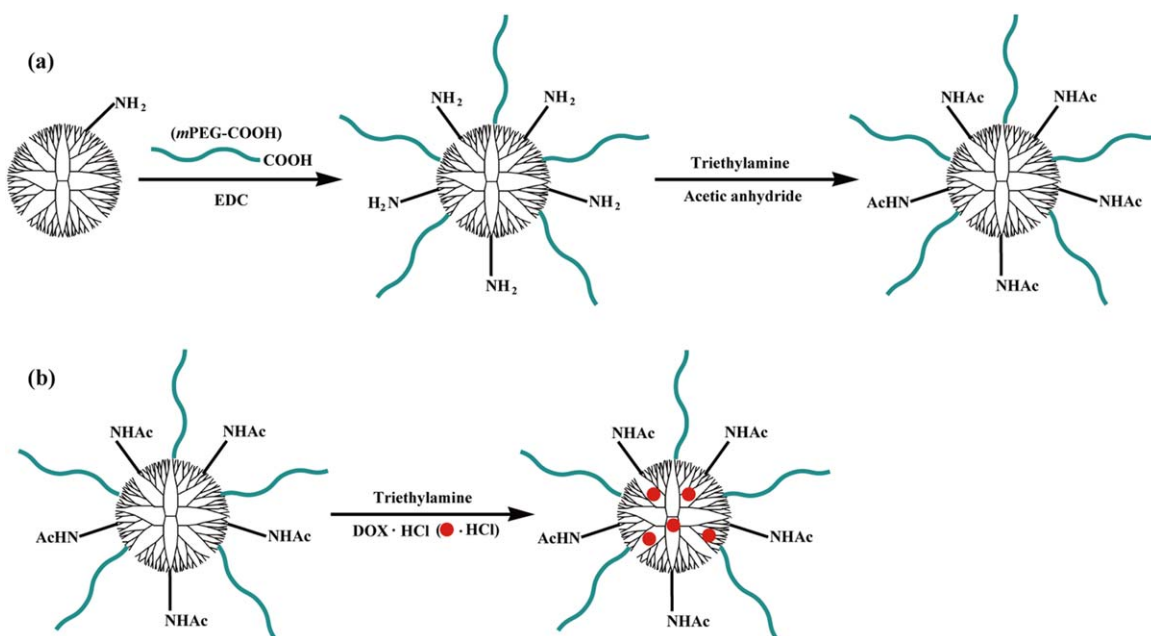 (a)
NH2
(mPEG-COOH)
COOH
EDC
NH2
NH2
H2N
NH2
NH2
Triethylamine
Acetic anhydride
NHAc
NHAc
AcHN
NHAc
NHAc
(b)
NHAc
NHAc
AcHN
NHAc
NHAc
Triethylamine
DOX · HCl ( . HCl)
NHAc
NHAc
AcHN
NHAc
NHAc